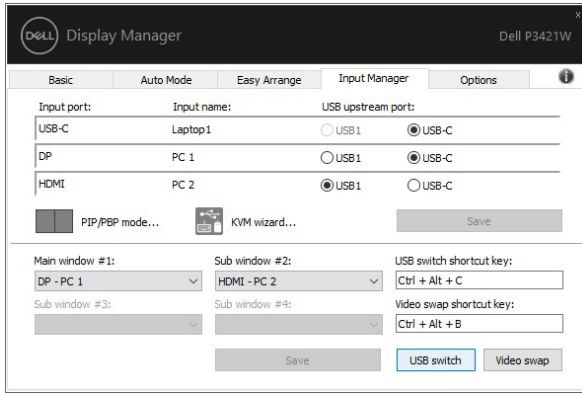 DELL Display Manager Dell P3421W x
Basic Auto Mode Easy Arrange Input Manager Options i
Input port: Input name: USB upstream port:
USB-C Laptop1 USB1 USB-C
DP PC 1 USB1 USB-C
HDMI PC 2 USB1 USB-C
PIP/PBP mode... KVM wizard... Save
Main window #1: Sub window #2: USB switch shortcut key:
DP - PC 1 HDMI - PC 2 Ctrl + Alt + C
Sub window #3: Sub window #4: Video swap shortcut key:
Ctrl + Alt + B
Save USB switch Video swap